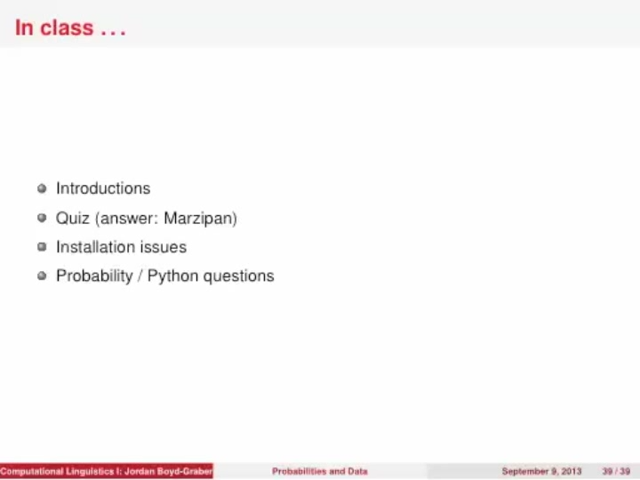 In class . . .
Introductions
Quiz (answer: Marzipan)
Installation issues
Probability / Python questions
Computational Linguistics I: Jordan Boyd-Graber
Probabilities and Data
September 9, 2013
39 / 39